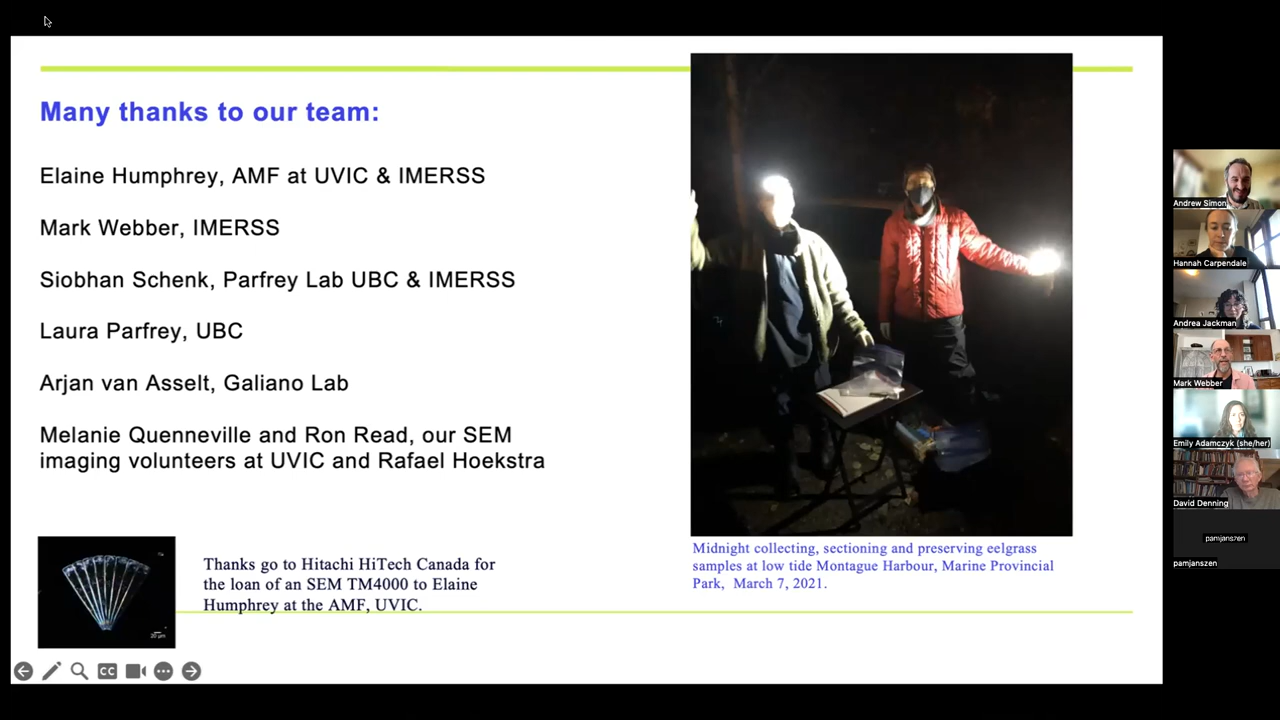 Many thanks to our team:
Elaine Humphrey, AMF at UVIC & IMERSS
Mark Webber, IMERSS
Siobhan Schenk, Parfrey Lab UBC & IMERSS
Laura Parfrey, UBC
Arjan van Asselt, Galiano Lab
Melanie Quenneville and Ron Read, our SEM
imaging volunteers at UVIC and Rafael Hoekstra
Thanks go to Hitachi HiTech Canada for
the loan of an SEM TM4000 to Elaine
Humphrey at the AMF, UVIC.
20 µm
Midnight collecting, sectioning and preserving eelgrass
samples at low tide Montague Harbour, Marine Provincial
Park, March 7, 2021.
CC
Andrew Simon
Hannah Carpendale
Andrea Jackman
Mark Webber
Emily Adamczyk (she/her)
David Denning
pamjanszen
pamjanszen